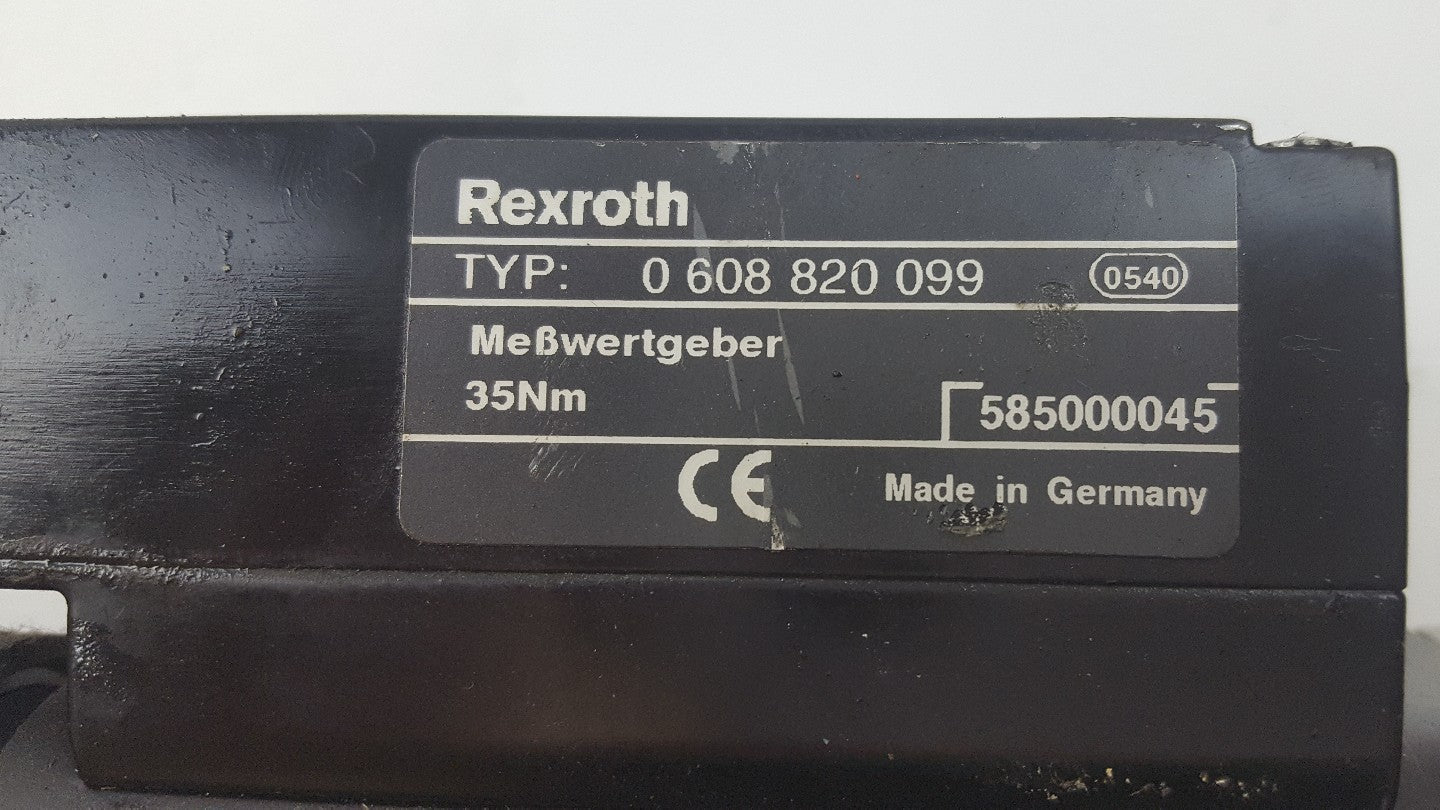 Rexroth
TYP: 0 608 820 099 0540
Meßwertgeber
35Nm
585000045
CE Made in Germany